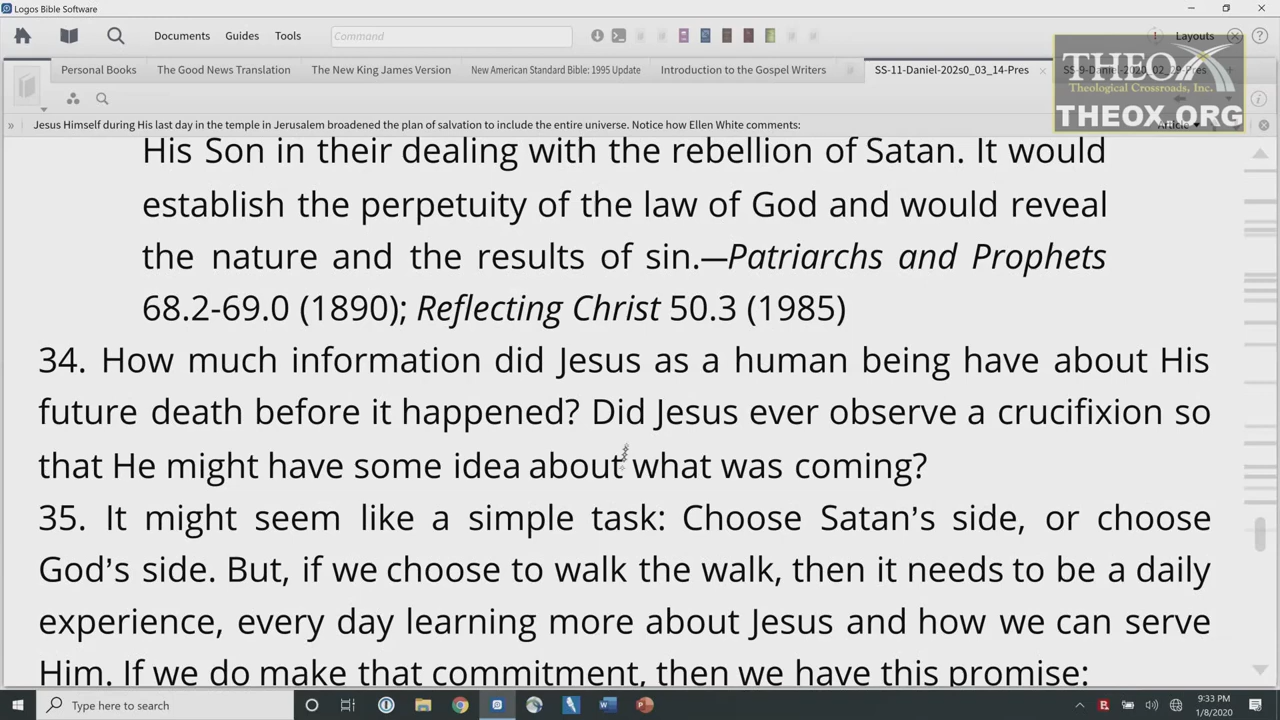 Logos Bible Software
Documents Guides Tools Command Layouts
Personal Books The Good News Translation The New KSB Large Print Version New American Standard Bible: 1995 Update Introduction to the Gospel Writers SS-11-Daniel-202s0_03_14-Pres SS-9-Daniel-2020_02_29-Pres
THEOX
Theological Crossroads, Inc.
THEOX.ORG
» Jesus Himself during His last day in the temple in Jerusalem broadened the plan of salvation to include the entire universe. Notice how Ellen White comments: Article
His Son in their dealing with the rebellion of Satan. It would
establish the perpetuity of the law of God and would reveal
the nature and the results of sin.—Patriarchs and Prophets
68.2-69.0 (1890); Reflecting Christ 50.3 (1985)
34. How much information did Jesus as a human being have about His
future death before it happened? Did Jesus ever observe a crucifixion so
that He might have some idea about what was coming?
35. It might seem like a simple task: Choose Satan’s side, or choose
God’s side. But, if we choose to walk the walk, then it needs to be a daily
experience, every day learning more about Jesus and how we can serve
Him. If we do make that commitment, then we have this promise:
Type here to search
9:33 PM
1/8/2020